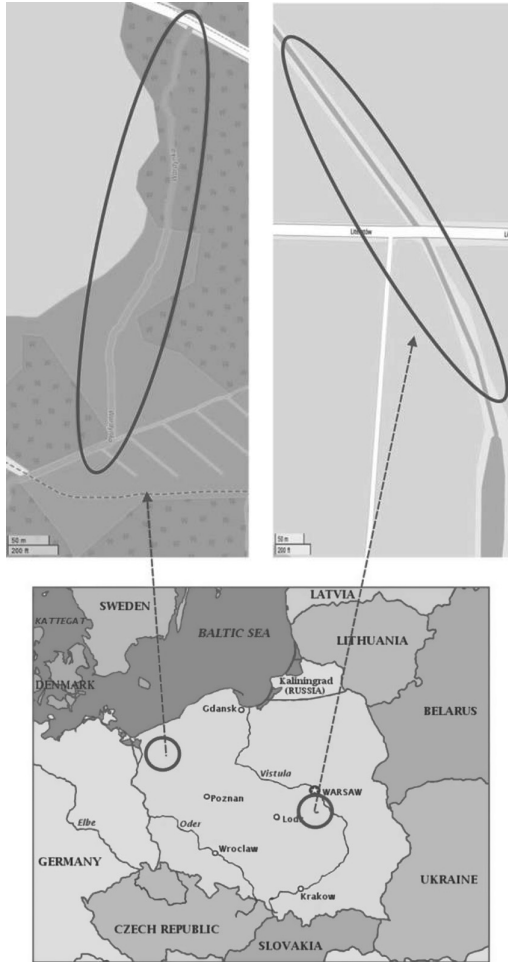 50 m
200 ft
50 m
200 ft
SWEDEN
LATVIA
KATTEGAT
BALTIC SEA
LITHUANIA
DENMARK
Kaliningrad
(RUSSIA)
Gdansk
BELARUS
Vistula
WARSAW
Poznan
Elbe
Oder
Lodz
GERMANY
Wroclaw
UKRAINE
Krakow
CZECH REPUBLIC
SLOVAKIA